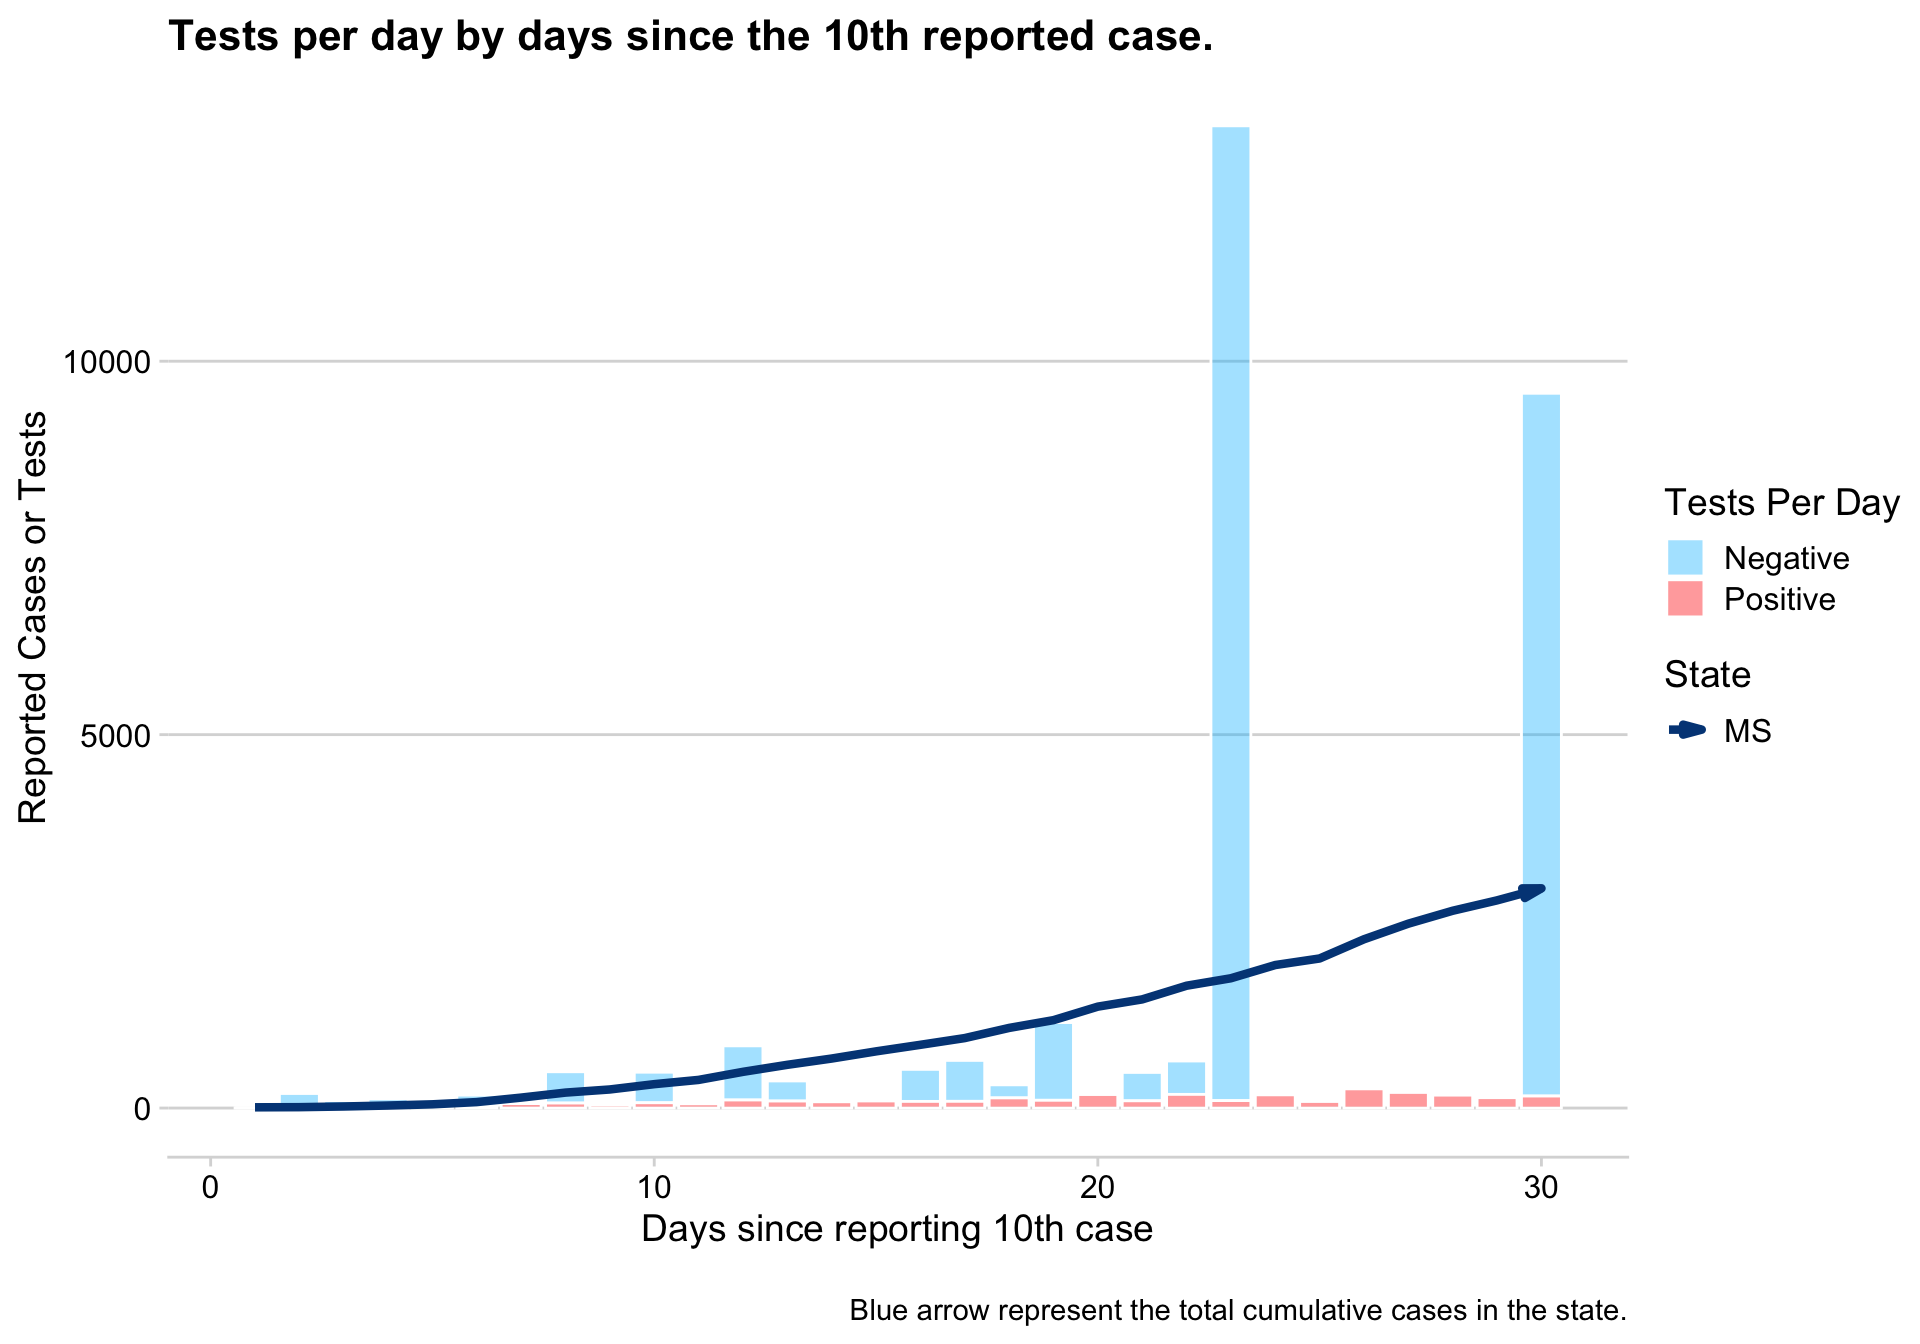 Tests per day by days since the 10th reported case.
10000
5000
0
Reported Cases or Tests
0
10
20
30
Days since reporting 10th case
Tests Per Day
Negative
Positive
State
MS
Blue arrow represent the total cumulative cases in the state.